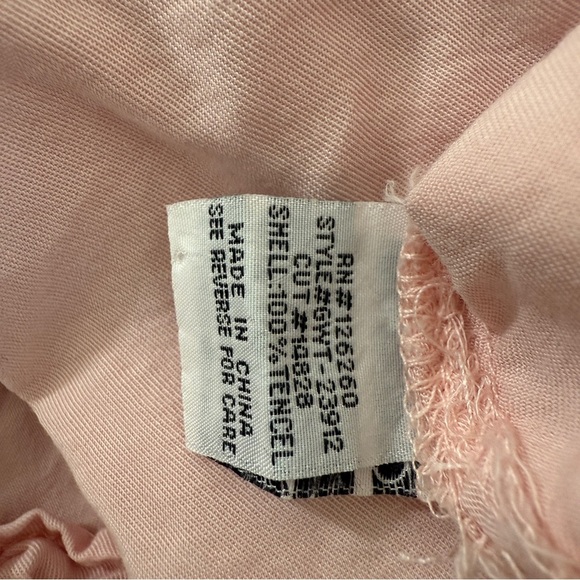 RN#126260
STYLE#GWT-23912
CUT#14828
SHELL:100%TENCEL
MADE IN CHINA
SEE REVERSE FOR CARE